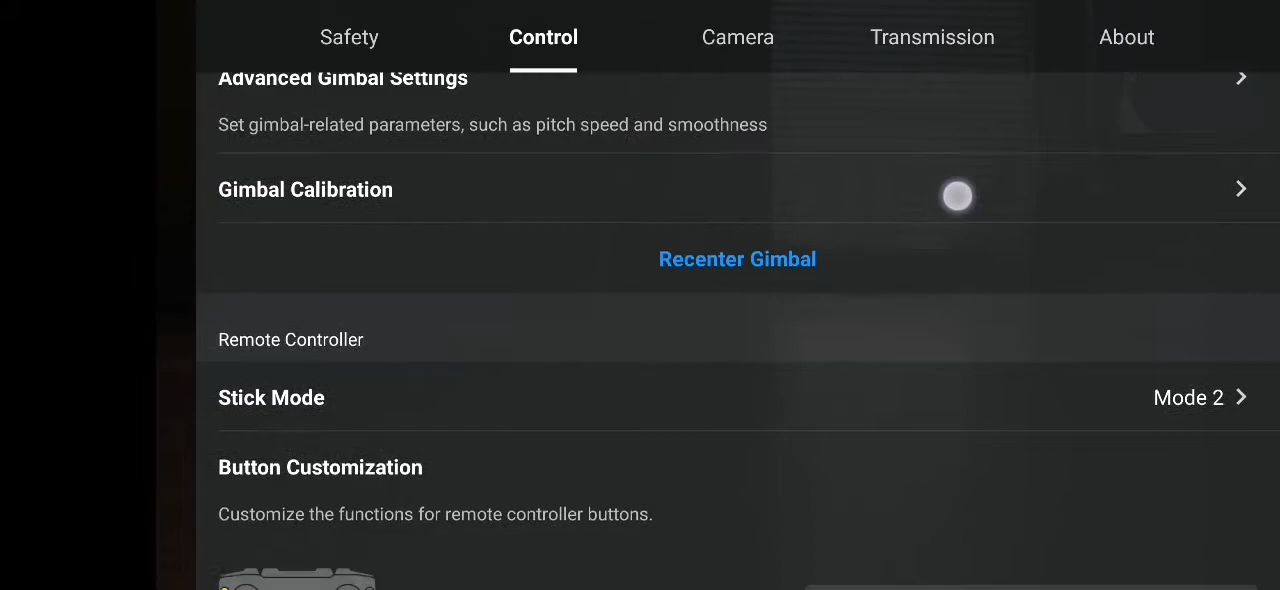 Safety Control Camera Transmission About
Advanced Gimbal Settings
Set gimbal-related parameters, such as pitch speed and smoothness
Gimbal Calibration
Recenter Gimbal
Remote Controller
Stick Mode Mode 2
Button Customization
Customize the functions for remote controller buttons.